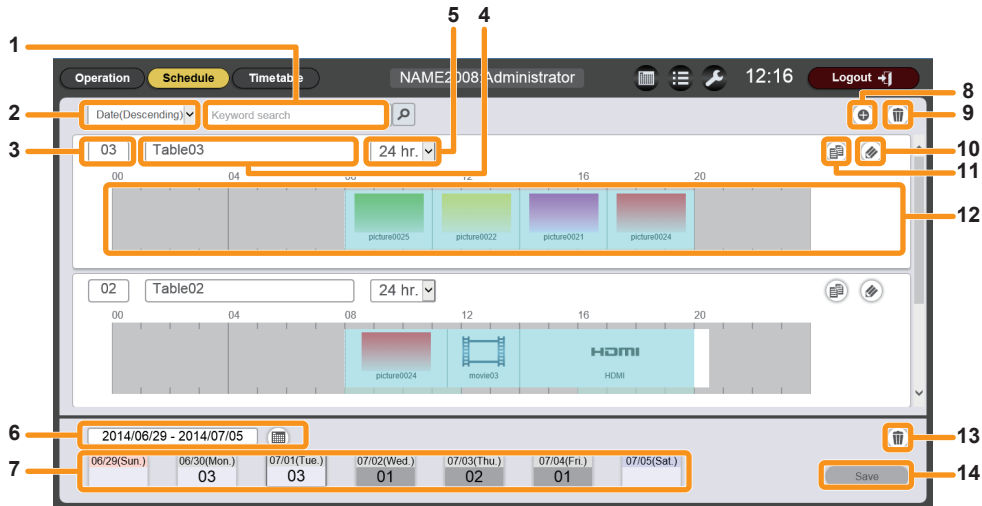 5 4
1
Operation Schedule Timetable NAME2008:Administrator 12:16 Logout
8
2 Date(Descending) Keyword search 9
3 03 Table03 24 hr. 10
11
00 04 08 12 16 20
12
picture0025 picture0022 picture0021 picture0024
02 Table02 24 hr.
00 04 08 12 16 20
HDMI
picture0024 movie03 HDMI
6 2014/06/29 - 2014/07/05 13
06/29(Sun.) 06/30(Mon.) 07/01(Tue.) 07/02(Wed.) 07/03(Thu.) 07/04(Fri.) 07/05(Sat.)
7 03 03 01 02 01 Save 14